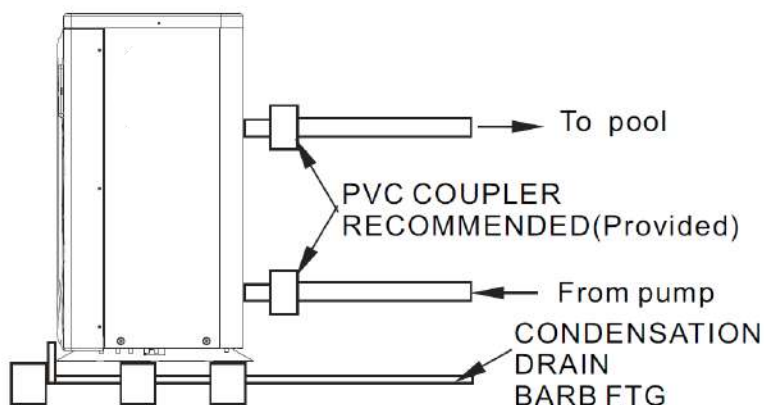 To pool
PVC COUPLER
RECOMMENDED(Provided)
From pump
CONDENSATION
DRAIN
BARB FTG